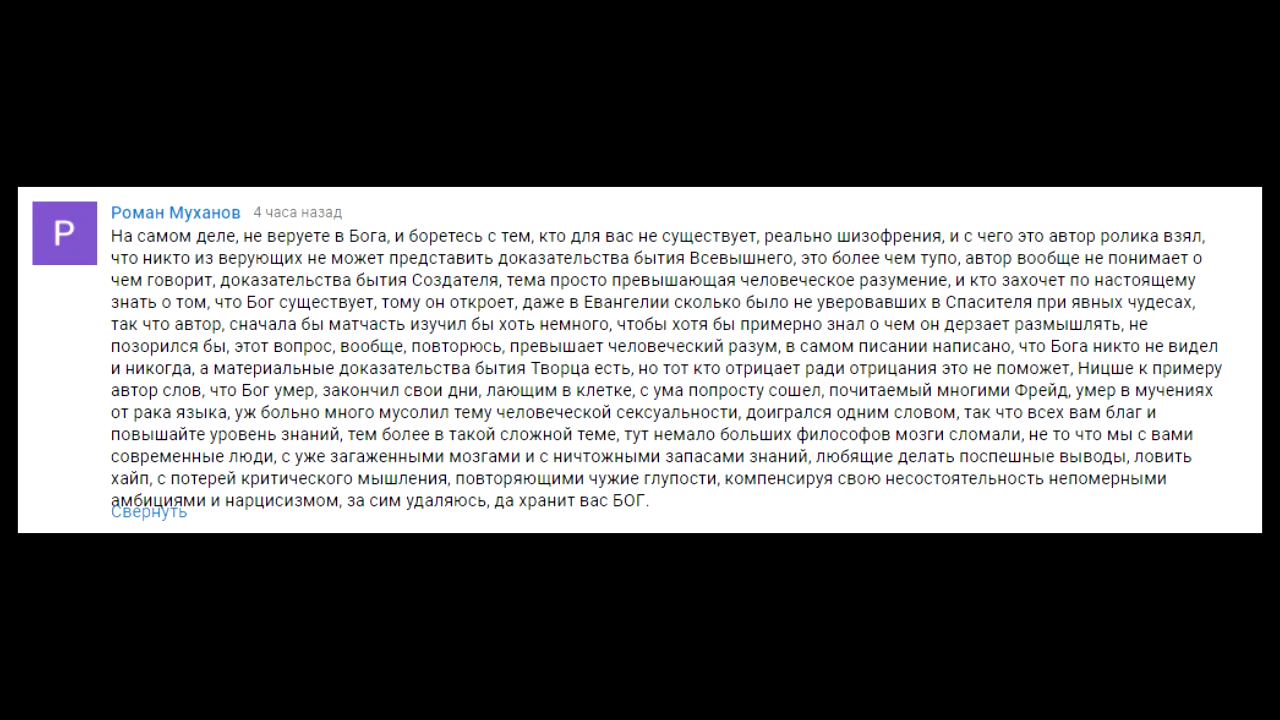 Р
Роман Муханов 4 часа назад
На самом деле, не веруете в Бога, и боретесь с тем, кто для вас не существует, реально шизофрения, и с чего это автор ролика взял,
что никто из верующих не может представить доказательства бытия Всевышнего, это более чем тупо, автор вообще не понимает о
чем говорит, доказательства бытия Создателя, тема просто превышающая человеческое разумение, и кто захочет по настоящему
знать о том, что Бог существует, тому он откроет, даже в Евангелии сколько было не уверовавших в Спасителя при явных чудесах,
так что автор, сначала бы матчасть изучил бы хоть немного, чтобы хотя бы примерно знал о чем он дерзает размышлять, не
позорился бы, этот вопрос, вообще, повторюсь, превышает человеческий разум, в самом писании написано, что Бога никто не видел
и никогда, а материальные доказательства бытия Творца есть, но тот кто отрицает ради отрицания это не поможет, Ницше к примеру
автор слов, что Бог умер, закончил свои дни, лающим в клетке, с ума попросту сошел, почитаемый многими Фрейд, умер в мучениях
от рака языка, уж больно много мусолил тему человеческой сексуальности, доигрался одним словом, так что всех вам благ и
повышайте уровень знаний, тем более в такой сложной теме, тут немало больших философов мозги сломали, не то что мы с вами
современные люди, с уже загаженными мозгами и с ничтожными запасами знаний, любящие делать поспешные выводы, ловить
хайп, с потерей критического мышления, повторяющими чужие глупости, компенсируя свою несостоятельность непомерными
амбициями и нарцисизмом, за сим удаляюсь, да хранит вас БОГ.
Свернуть